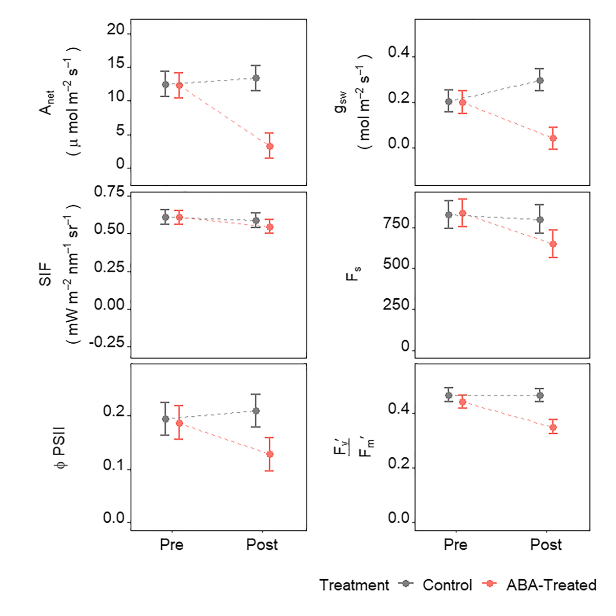 A_net
( μ mol m−2 s−1 )
20
15
10
5
0
g_sw
( mol m−2 s−1 )
0.4
0.2
0.0
SIF
( mW m−2 nm−1 sr−1 )
0.75
0.50
0.25
0.00
-0.25
F_s
750
500
250
0
ϕ PSII
0.2
0.1
0.0
F_v′
F_m′
0.4
0.2
0.0
Pre Post
Pre Post
Treatment Control ABA-Treated